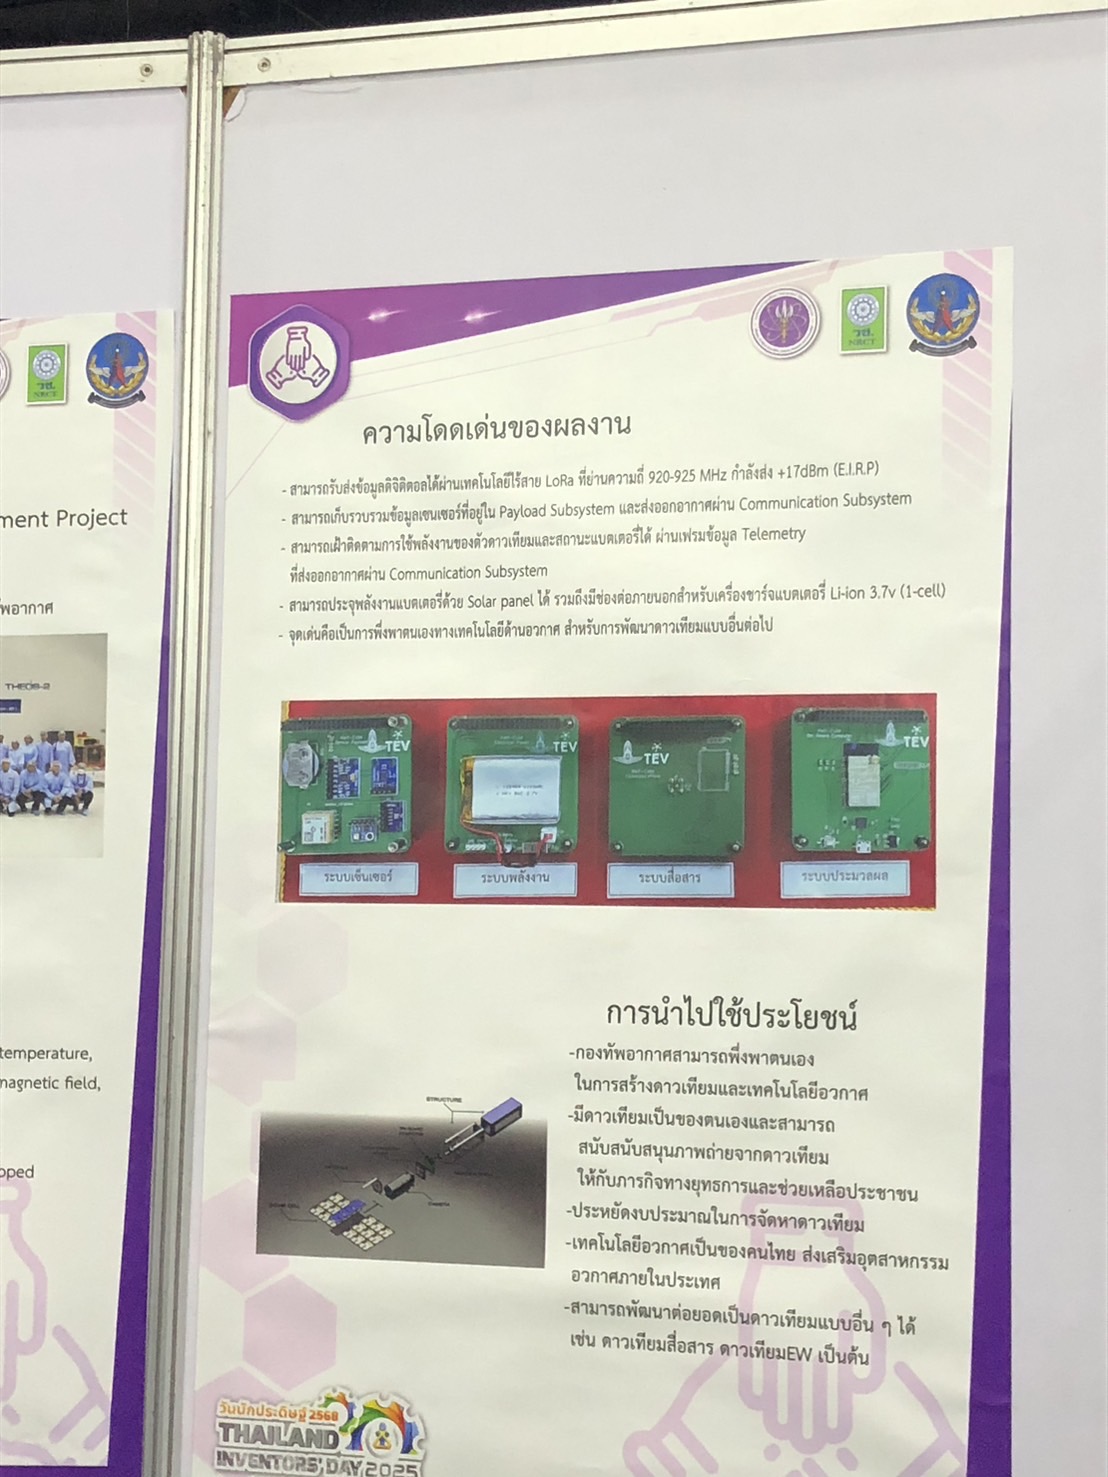 วช.
NRCT
ment Project
พอากาศ
THEOS-2
temperature,
magnetic field,
oped
วช.
NRCT
ความโดดเด่นของผลงาน
- สามารถรับส่งข้อมูลดิจิติตอลได้ผ่านเทคโนโลยีไร้สาย LoRa ที่ย่านความถี่ 920-925 MHz กำลังส่ง +17dBm (E.I.R.P)
- สามารถเก็บรวบรวมข้อมูลเซนเซอร์ที่อยู่ใน Payload Subsystem และส่งออกอากาศผ่าน Communication Subsystem
- สามารถเฝ้าติดตามการใช้พลังงานของตัวดาวเทียมและสถานะแบตเตอรี่ได้ ผ่านเฟรมข้อมูล Telemetry
ที่ส่งออกอากาศผ่าน Communication Subsystem
- สามารถประจุพลังงานแบตเตอรี่ด้วย Solar panel ได้ รวมถึงมีช่องต่อภายนอกสำหรับเครื่องชาร์จแบตเตอรี่ Li-ion 3.7v (1-cell)
- จุดเด่นคือเป็นการพึ่งพาตนเองทางเทคโนโลยีด้านอวกาศ สำหรับการพัฒนาดาวเทียมแบบอื่นต่อไป
TEV
TEV
TEV
TEV
ระบบเซ็นเซอร์
ระบบพลังงาน
ระบบสื่อสาร
ระบบประมวลผล
การนำไปใช้ประโยชน์
-กองทัพอากาศสามารถพึ่งพาตนเอง
ในการสร้างดาวเทียมและเทคโนโลยีอวกาศ
-มีดาวเทียมเป็นของตนเองและสามารถ
สนับสนับสนุนภาพถ่ายจากดาวเทียม
ให้กับภารกิจทางยุทธการและช่วยเหลือประชาชน
-ประหยัดงบประมาณในการจัดหาดาวเทียม
-เทคโนโลยีอวกาศเป็นของคนไทย ส่งเสริมอุตสาหกรรม
อวกาศภายในประเทศ
-สามารถพัฒนาต่อยอดเป็นดาวเทียมแบบอื่น ๆ ได้
เช่น ดาวเทียมสื่อสาร ดาวเทียมEW เป็นต้น
STRUCTURE
วันนักประดิษฐ์ 2568
THAILAND
INVENTORS' DAY 2025